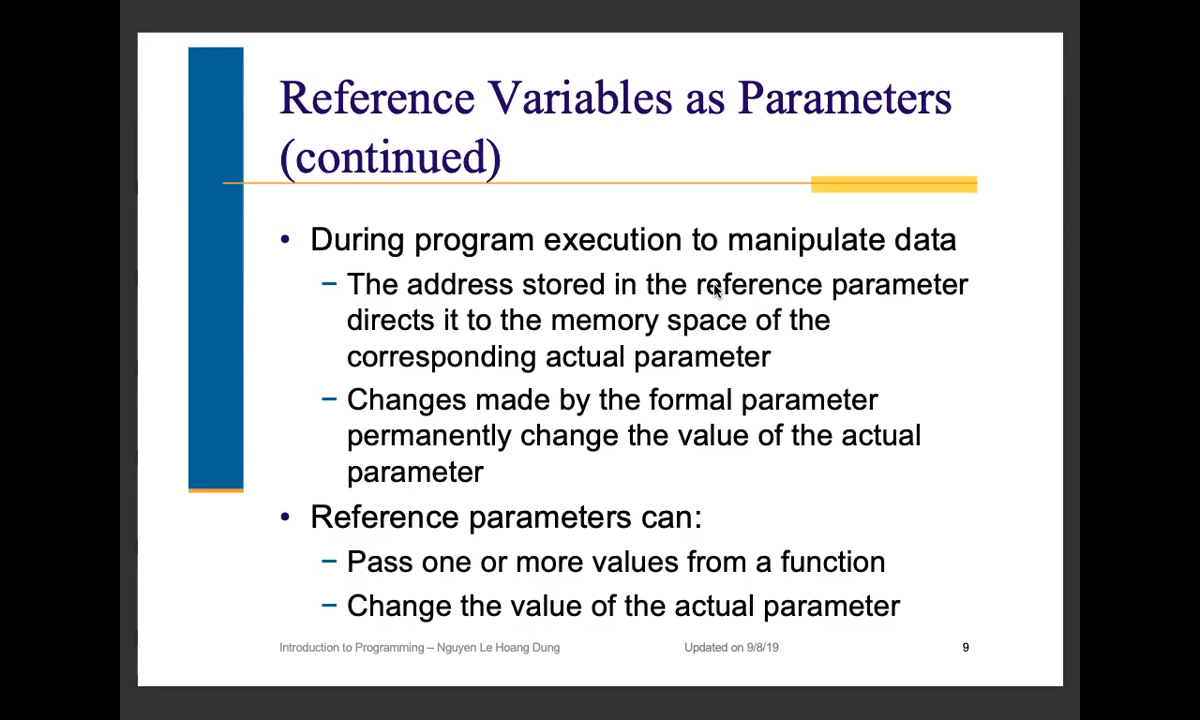 Reference Variables as Parameters
(continued)
• During program execution to manipulate data
− The address stored in the reference parameter
directs it to the memory space of the
corresponding actual parameter
− Changes made by the formal parameter
permanently change the value of the actual
parameter
• Reference parameters can:
− Pass one or more values from a function
− Change the value of the actual parameter
Introduction to Programming – Nguyen Le Hoang Dung Updated on 9/8/19 9